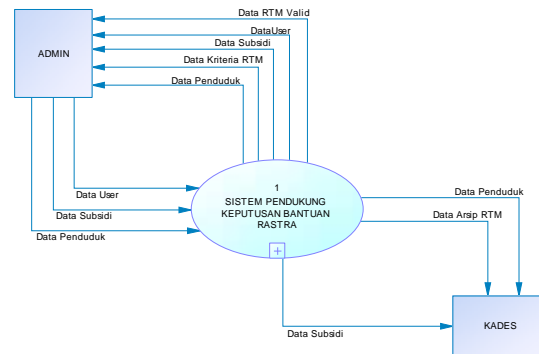 Data RTM Valid
DataUser
Data Subsidi
Data Kriteria RTM
Data Penduduk
ADMIN
Data User
Data Subsidi
Data Penduduk
1
SISTEM PENDUKUNG
KEPUTUSAN BANTUAN
RASTRA
Data Penduduk
Data Arsip RTM
Data Subsidi
KADES